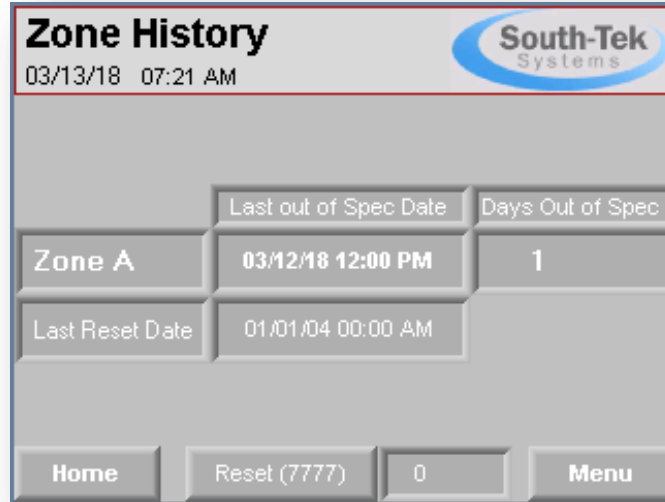 Zone History
03/13/18 07:21 AM
South-Tek
Systems
Last out of Spec Date Days Out of Spec
Zone A 03/12/18 12:00 PM 1
Last Reset Date 01/01/04 00:00 AM
Home Reset (7777) 0 Menu